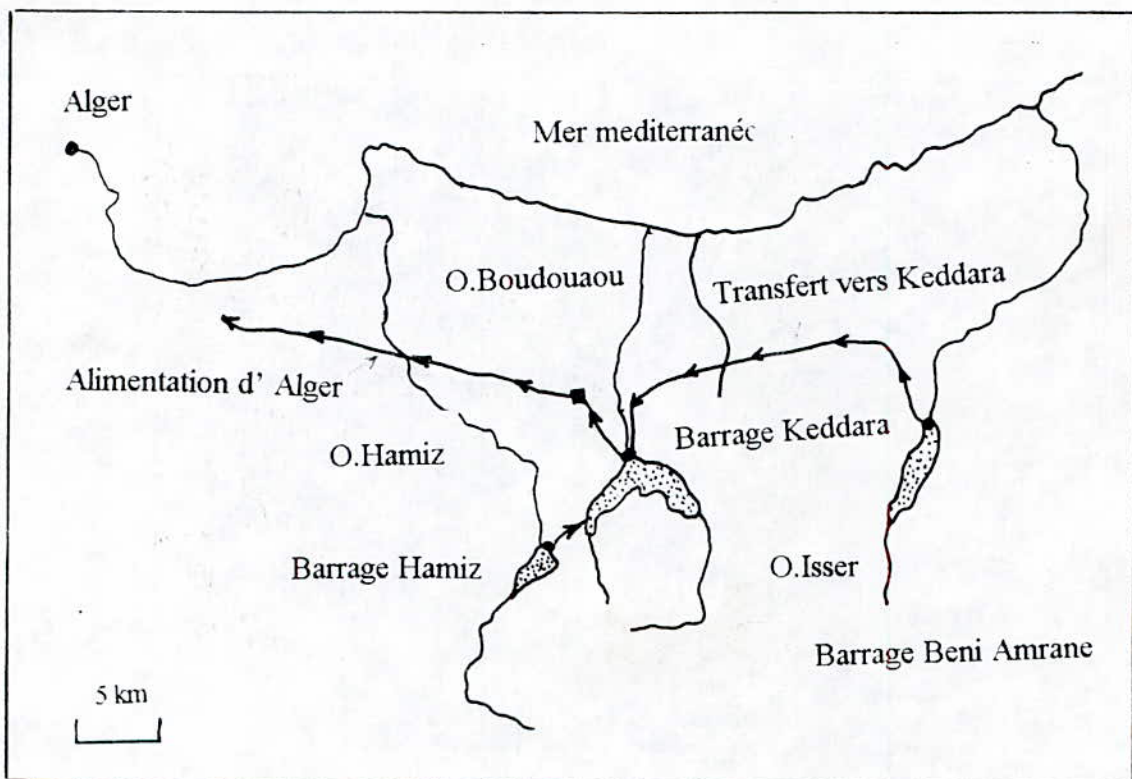 Alger
Mer mediterranéc
O.Boudouaou
Transfert vers Keddara
Alimentation d' Alger
Barrage Keddara
O.Hamiz
Barrage Hamiz
O.Isser
Barrage Beni Amrane
5 km